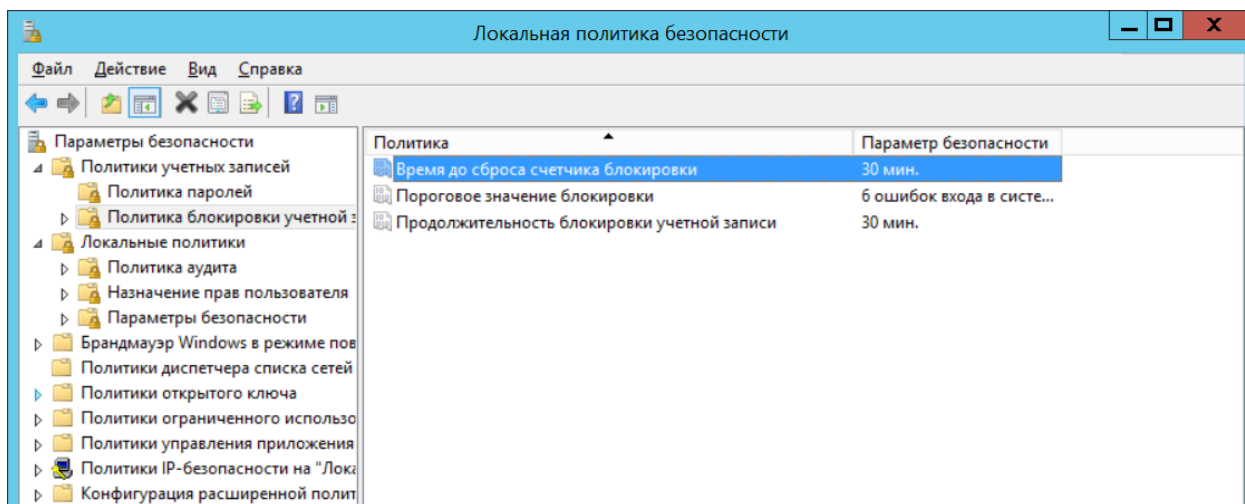 Локальная политика безопасности
Файл Действие Вид Справка
Параметры безопасности
Политики учетных записей
Политика паролей
Политика блокировки учетной з
Локальные политики
Политика аудита
Назначение прав пользователя
Параметры безопасности
Брандмауэр Windows в режиме пов
Политики диспетчера списка сетей
Политики открытого ключа
Политики ограниченного использо
Политики управления приложения
Политики IP-безопасности на "Лока
Конфигурация расширенной полит
Политика Параметр безопасности
Время до сброса счетчика блокировки 30 мин.
Пороговое значение блокировки 6 ошибок входа в систе...
Продолжительность блокировки учетной записи 30 мин.